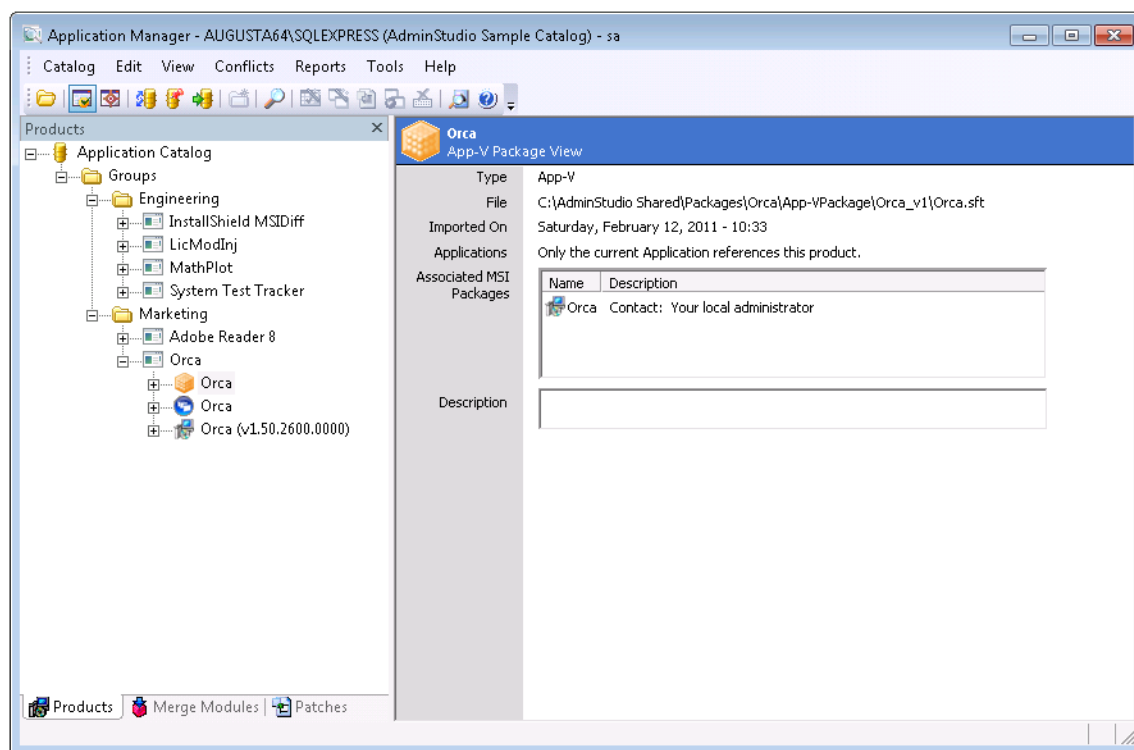 Application Manager - AUGUSTA64\SQLEXPRESS (AdminStudio Sample Catalog) - sa
Catalog Edit View Conflicts Reports Tools Help
Products
Application Catalog
Groups
Engineering
InstallShield MSIDiff
LicModInj
MathPlot
System Test Tracker
Marketing
Adobe Reader 8
Orca
Orca
Orca
Orca (v1.50.2600.0000)
Products Merge Modules Patches
Orca
App-V Package View
Type App-V
File C:\AdminStudio Shared\Packages\Orca\App-VPackage\Orca_v1\Orca.sft
Imported On Saturday, February 12, 2011 - 10:33
Applications Only the current Application references this product.
Associated MSI
Packages
Name Description
Orca Contact: Your local administrator
Description